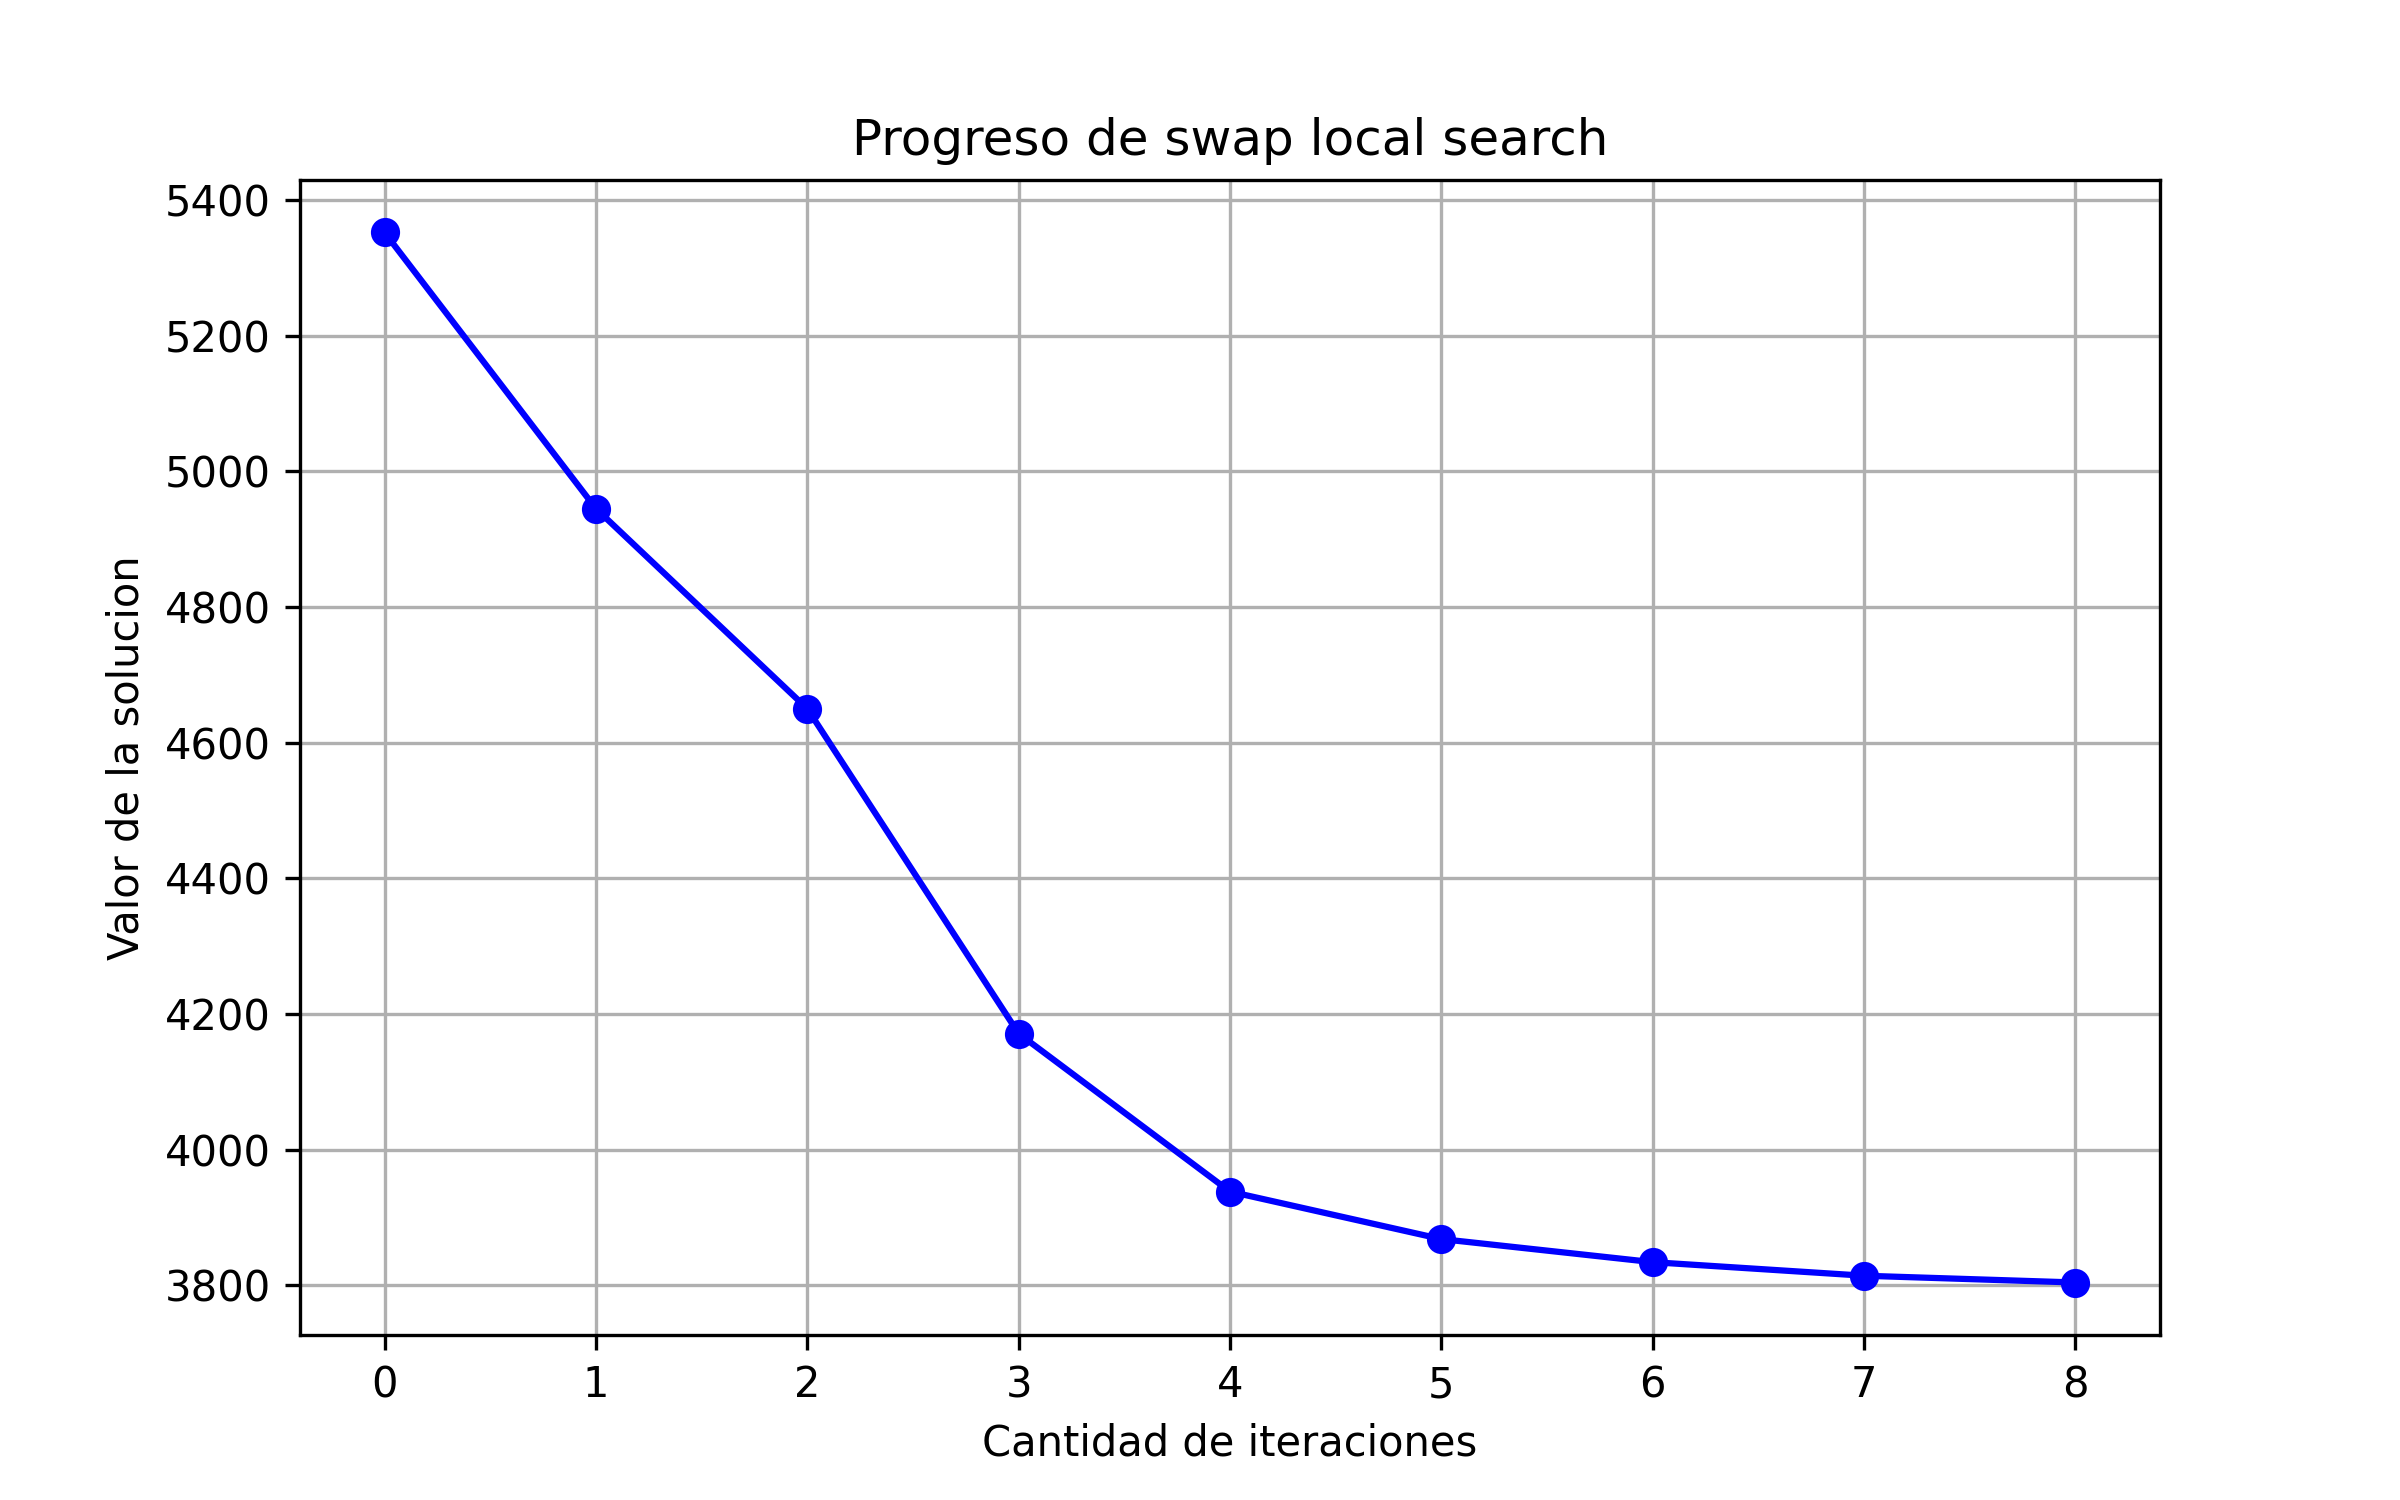 Progreso de swap local search
5400
5200
5000
4800
4600
4400
4200
4000
3800
Valor de la solucion
0 1 2 3 4 5 6 7 8
Cantidad de iteraciones